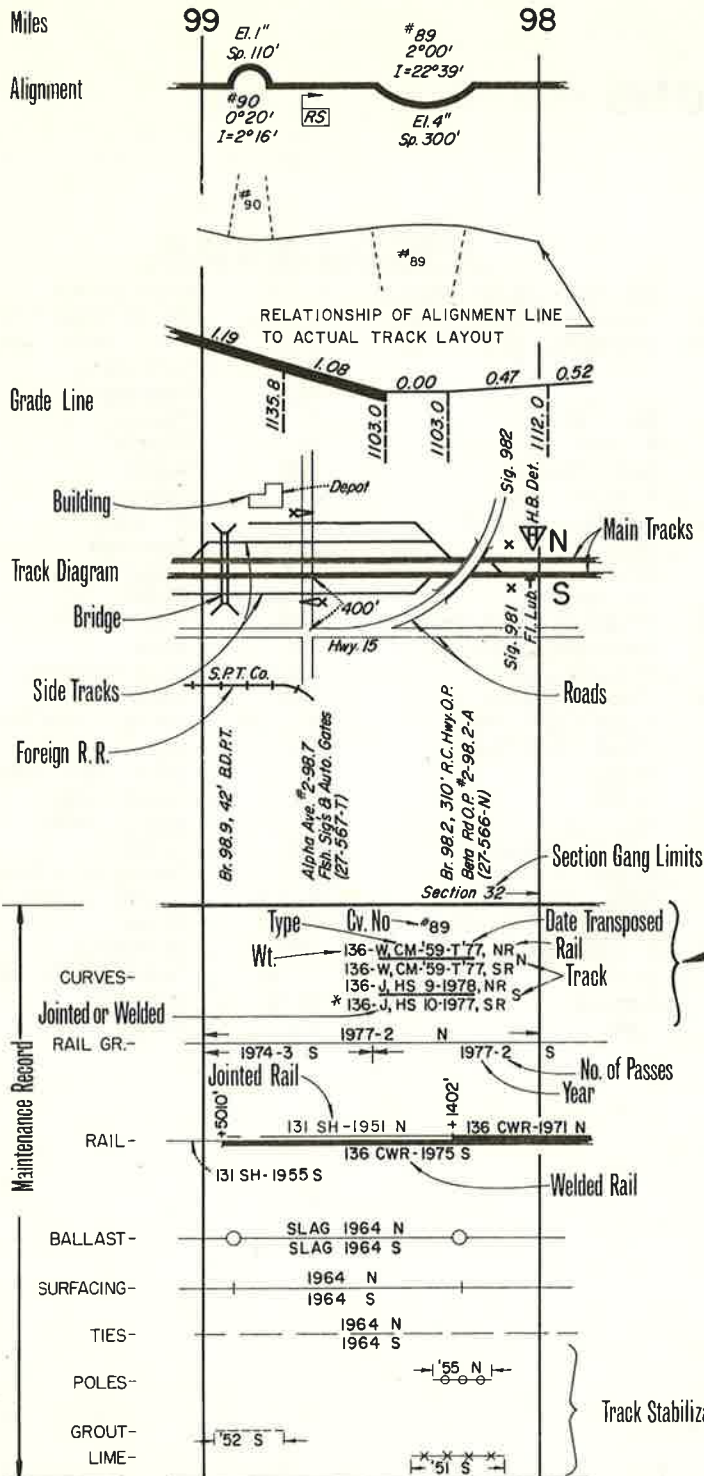 Miles
99
98
Alignment
El. 1"
Sp. 110'
#90
0°20'
I=2°16'
RS
#89
2°00'
I=22°39'
El. 4"
Sp. 300'
#90
#89
RELATIONSHIP OF ALIGNMENT LINE
TO ACTUAL TRACK LAYOUT
Grade Line
1.19
1.08
0.00
0.47
0.52
1135.8
1103.0
1103.0
1112.0
Building
Depot
Sig. 982
H.B. Det.
N
Main Tracks
Track Diagram
S
Bridge
400'
Sig. 981
Fl. Lub.
Hwy. 15
Side Tracks
S.P.T. Co.
Roads
Foreign R.R.
Br. 98.9, 42' B.D.P.T.
Alpha Ave. #2-98.7
Flsh. Sig's & Auto. Gates
(27-567-T)
Br. 98.2, 310' R.C. Hwy. O.P.
Beta Rd O.P. #2-98.2-A
(27-566-N)
Section Gang Limits
Section 32
Maintenance Record
Type
Cv. No
#89
Date Transposed
Wt.
136-W, CM-'59-T'77, NR
Rail
136-W, CM-'59-T'77, SR
N
Track
CURVES-
136-J, HS 9-1978, NR
S
* 136-J, HS 10-1977, SR
Jointed or Welded
1977-2 N
RAIL GR.-
1974-3 S
1977-2 S
No. of Passes
Jointed Rail
Year
+5010'
+1402'
131 SH-1951 N
136 CWR-1971 N
RAIL-
136 CWR-1975 S
131 SH-1955 S
Welded Rail
BALLAST-
SLAG 1964 N
SLAG 1964 S
SURFACING-
1964 N
1964 S
TIES-
1964 N
1964 S
POLES-
'55 N
Track Stabiliza
GROUT-
'52 S
LIME-
'51 S